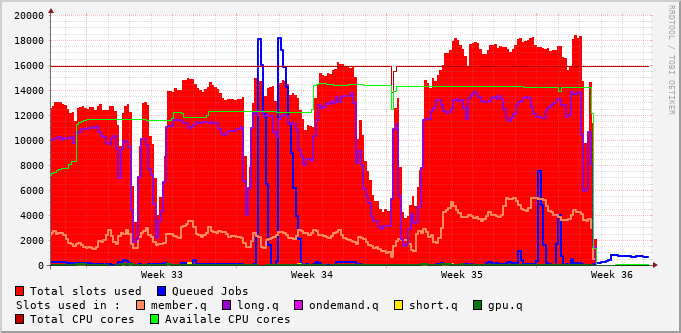 20000
18000
16000
14000
12000
10000
8000
6000
4000
2000
0
Week 33 Week 34 Week 35 Week 36
Total slots used Queued Jobs
Slots used in : member.q long.q ondemand.q short.q gpu.q
Total CPU cores Availale CPU cores
RRDTOOL / TOBI OETIKER